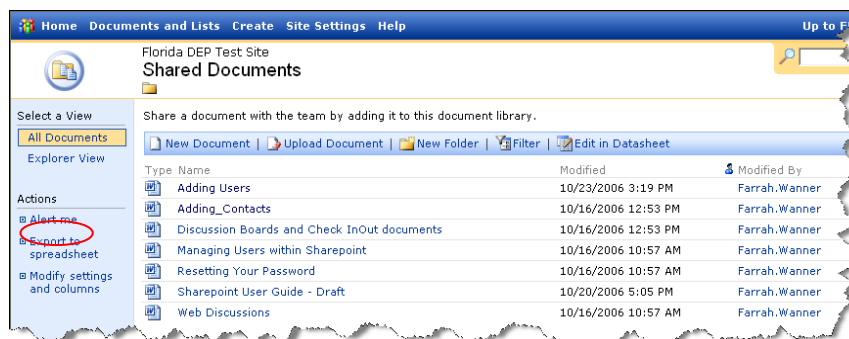 Home Documents and Lists Create Site Settings Help Up to
Florida DEP Test Site
Shared Documents
Select a View
All Documents
Explorer View
Actions
Alert me
Export to
spreadsheet
Modify settings
and columns
Share a document with the team by adding it to this document library.
New Document | Upload Document | New Folder | Filter | Edit in Datasheet
Type Name Modified Modified By
Adding Users 10/23/2006 3:19 PM Farrah.Wanner
Adding_Contacts 10/16/2006 12:53 PM Farrah.Wanner
Discussion Boards and Check InOut documents 10/16/2006 12:53 PM Farrah.Wanner
Managing Users within Sharepoint 10/16/2006 10:57 AM Farrah.Wanner
Resetting Your Password 10/16/2006 10:57 AM Farrah.Wanner
Sharepoint User Guide - Draft 10/20/2006 5:05 PM Farrah.Wanner
Web Discussions 10/16/2006 10:57 AM Farrah.Wanner